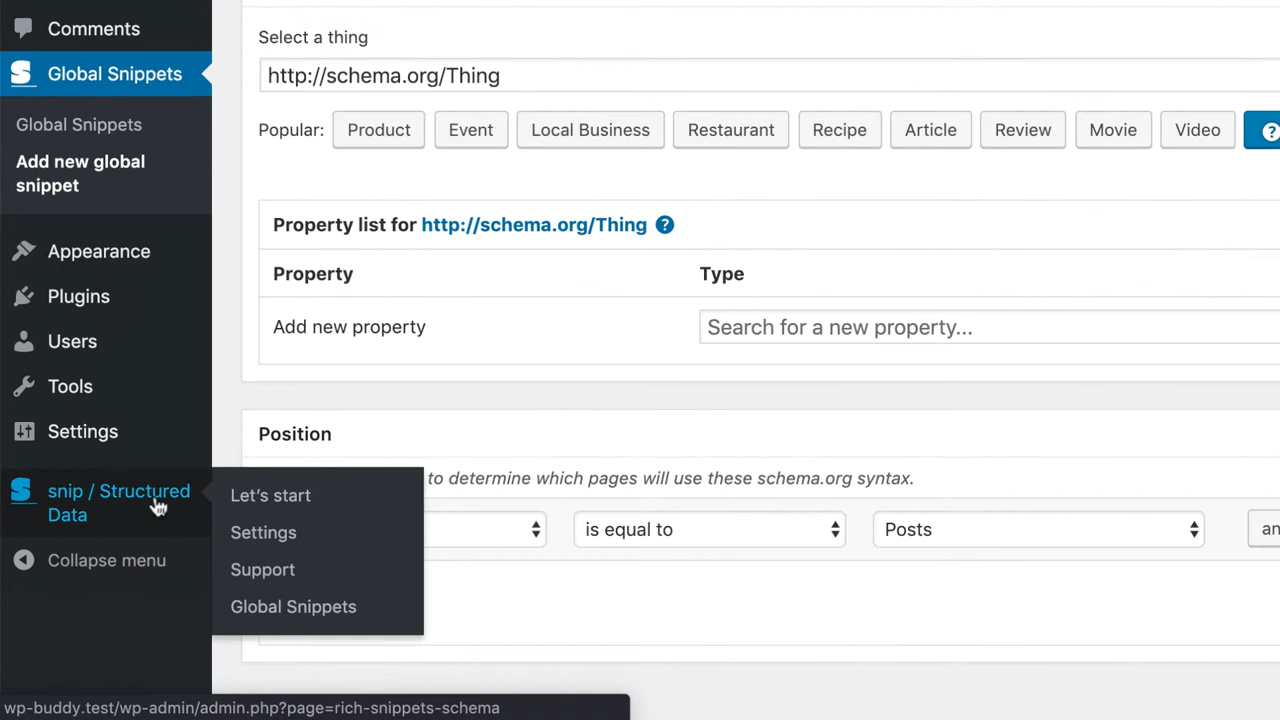 Comments
Global Snippets
Global Snippets
Add new global
snippet
Appearance
Plugins
Users
Tools
Settings
snip / Structured
Data
Collapse menu
Let's start
Settings
Support
Global Snippets
Select a thing
http://schema.org/Thing
Popular: Product Event Local Business Restaurant Recipe Article Review Movie Video ?
Property list for http://schema.org/Thing ?
Property Type
Add new property Search for a new property...
Position
to determine which pages will use these schema.org syntax.
is equal to Posts an
wp-buddy.test/wp-admin/admin.php?page=rich-snippets-schema